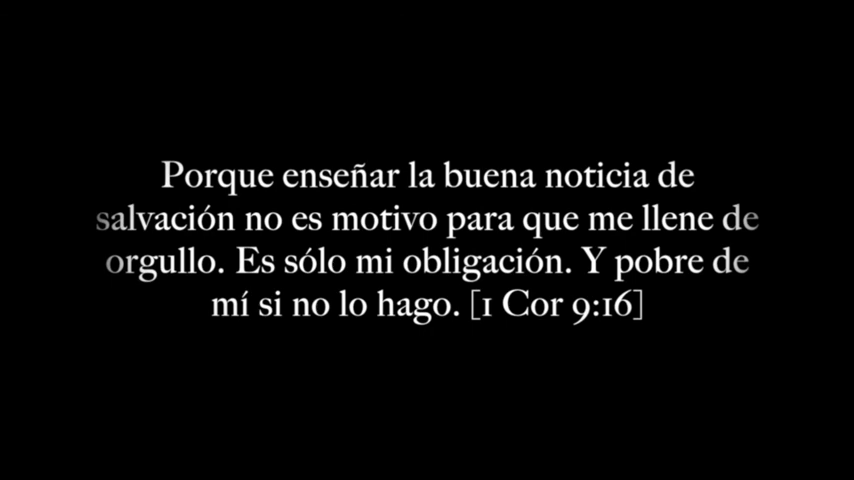 Porque enseñar la buena noticia de
salvación no es motivo para que me llene de
orgullo. Es sólo mi obligación. Y pobre de
mí si no lo hago. [1 Cor 9:16]